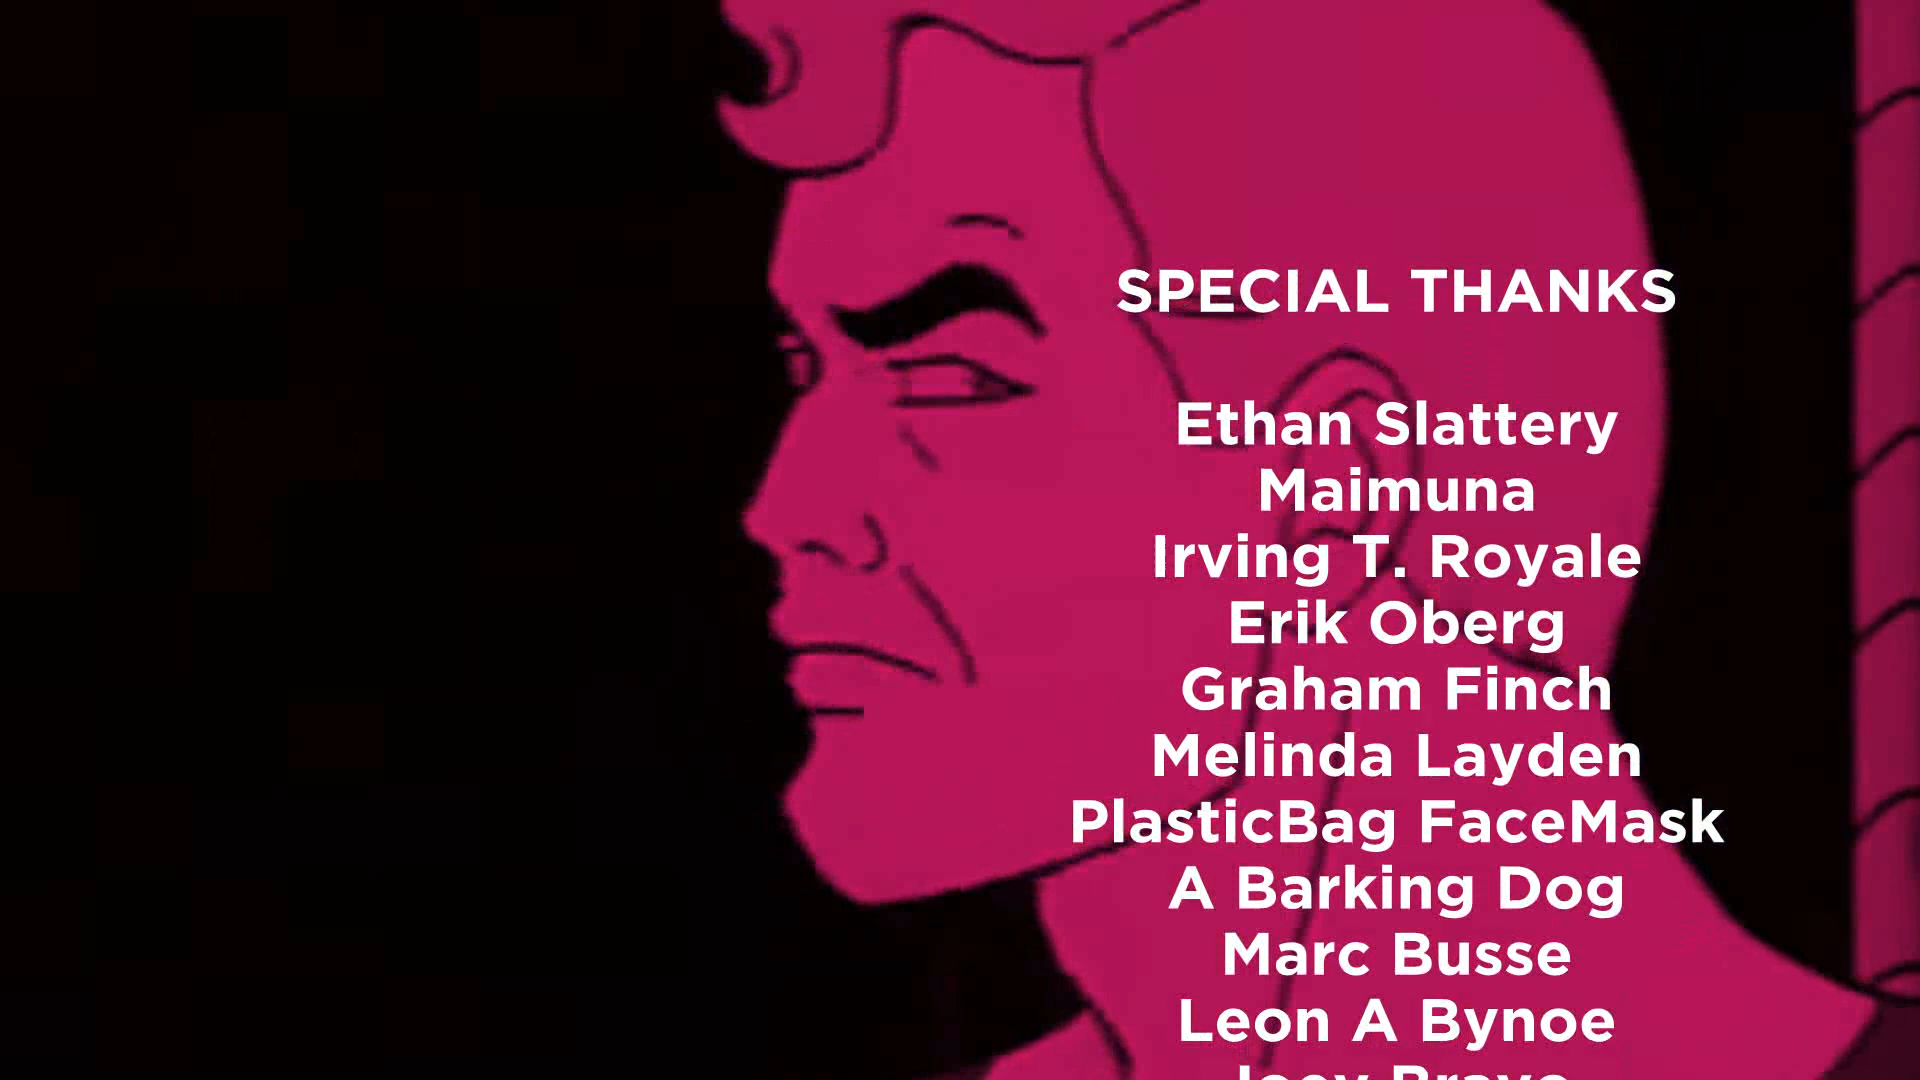 SPECIAL THANKS
Ethan Slattery
Maimuna
Irving T. Royale
Erik Oberg
Graham Finch
Melinda Layden
PlasticBag FaceMask
A Barking Dog
Marc Busse
Leon A Bynoe